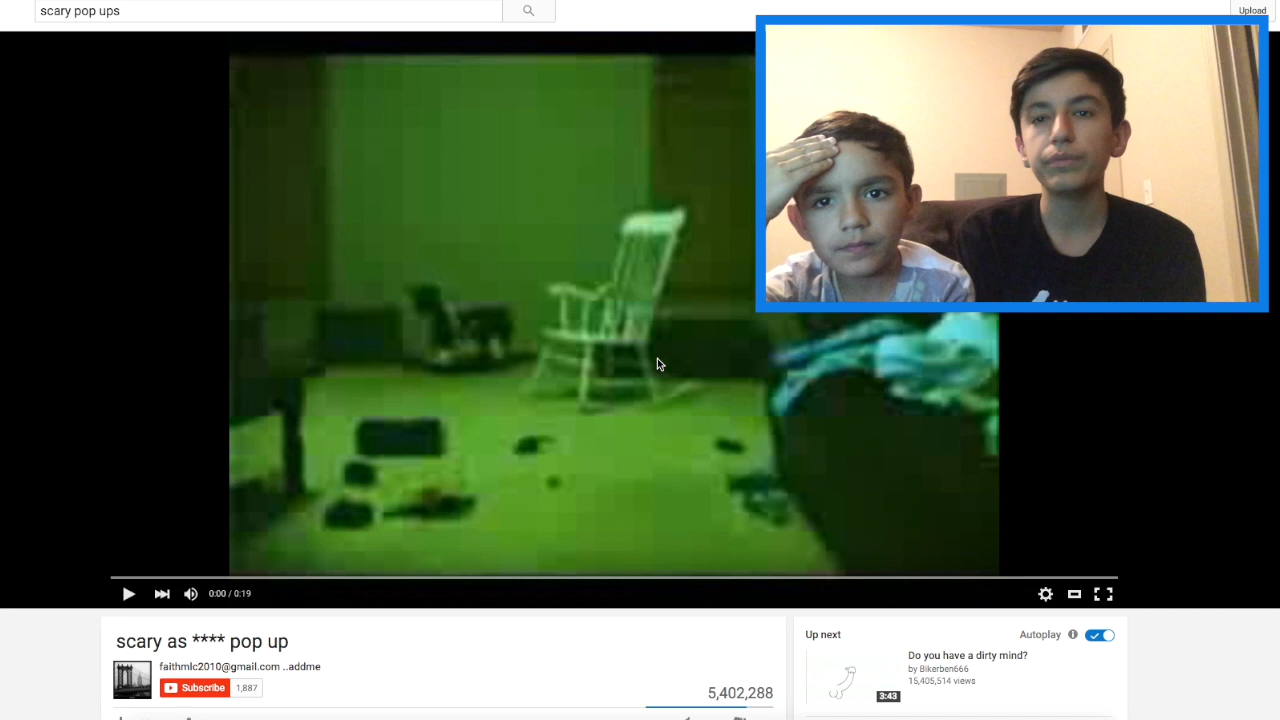 scary pop ups
Upload
0:00 / 0:19
scary as **** pop up
faithmlc2010@gmail.com ..addme
Subscribe 1,887
5,402,288
Up next
Autoplay
Do you have a dirty mind?
by Bikerben666
15,405,514 views
3:43